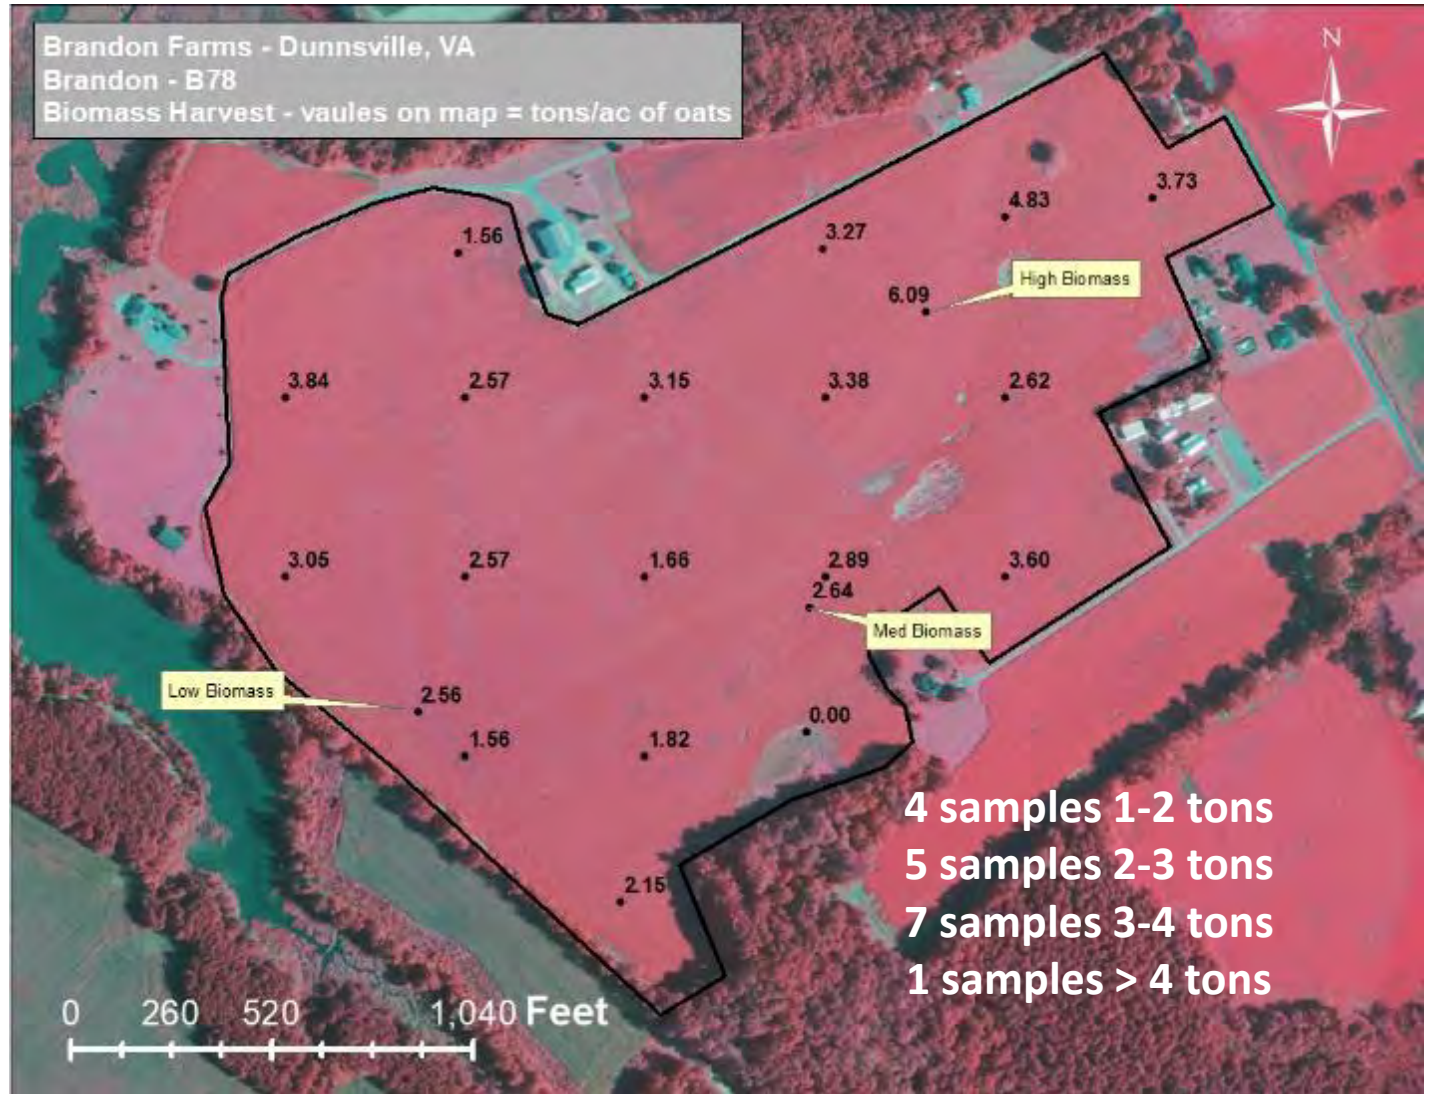 Brandon Farms - Dunnsville, VA
Brandon - B78
Biomass Harvest - vaules on map = tons/ac of oats
N
3.73
4.83
1.56
3.27
High Biomass
6.09
3.84
2.57
3.15
3.38
2.62
3.05
2.57
1.66
2.89
3.60
2.64
Med Biomass
Low Biomass
2.56
1.56
1.82
0.00
4 samples 1-2 tons
5 samples 2-3 tons
2.15
7 samples 3-4 tons
1 samples > 4 tons
0 260 520 1,040 Feet